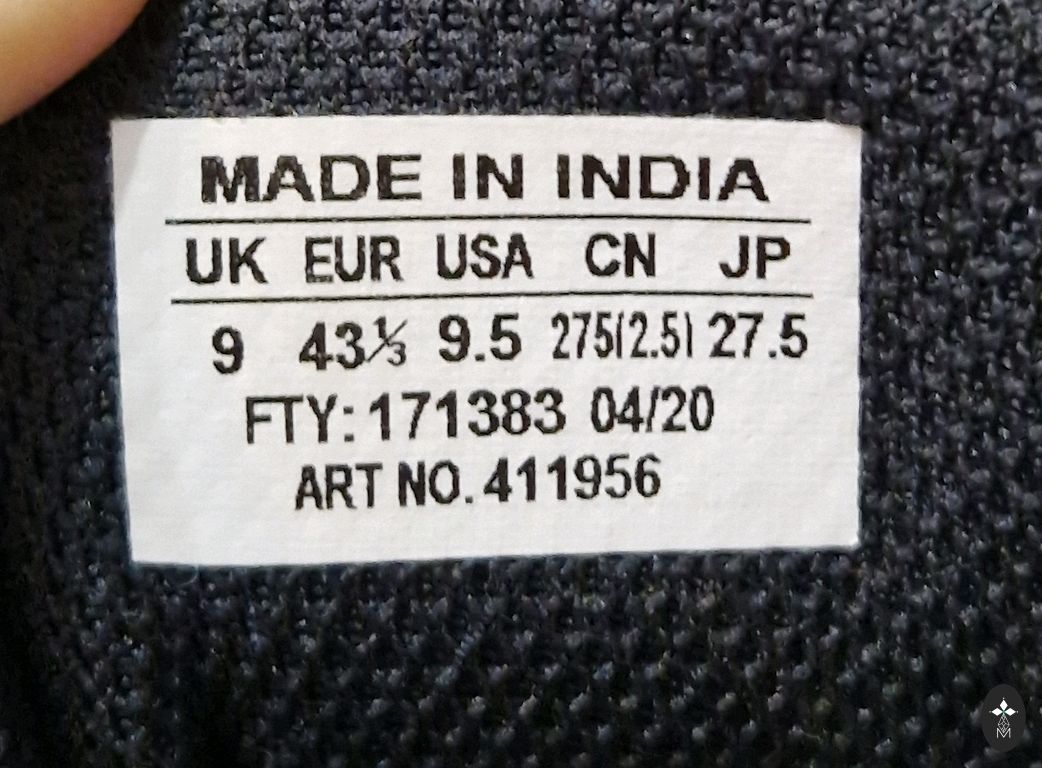 MADE IN INDIA
UK EUR USA CN JP
9 43⅓ 9.5 275(2.5) 27.5
FTY: 171383 04/20
ART NO. 411956
M